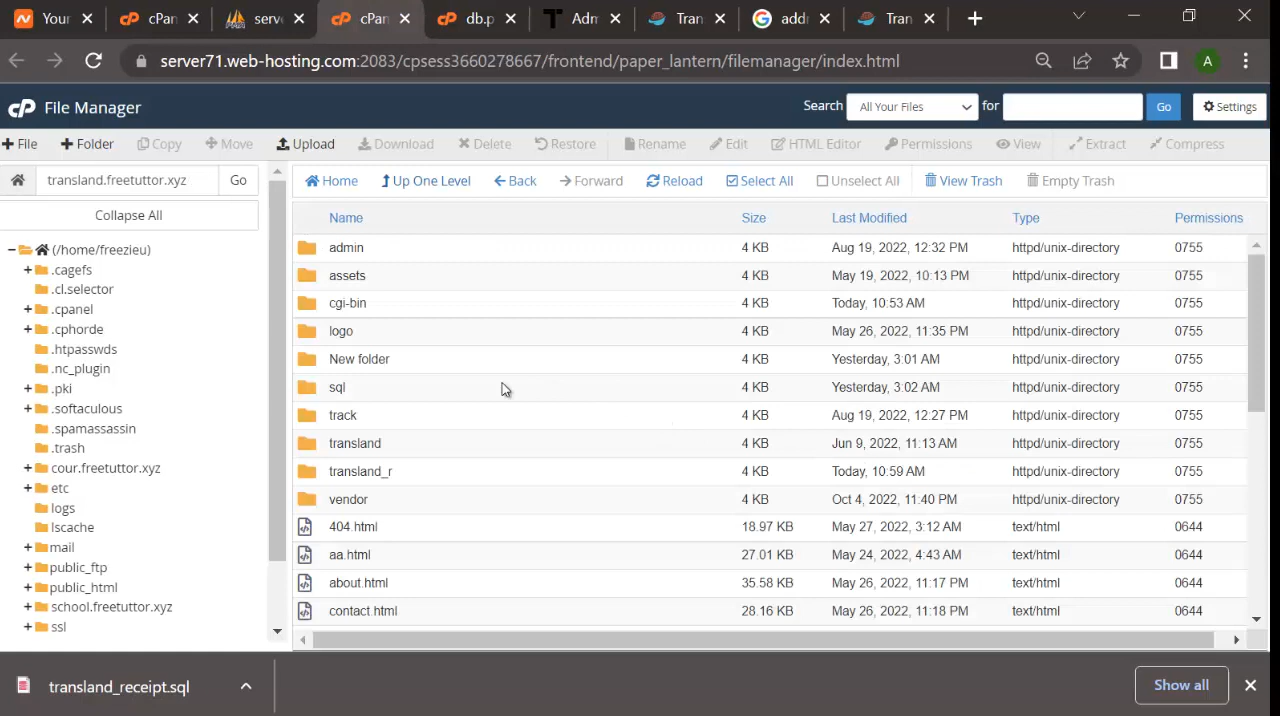 Your
cPan
serve
cPan
db.p
Adm
Tran
addr
Tran
server71.web-hosting.com:2083/cpsess3660278667/frontend/paper_lantern/filemanager/index.html
A
cP File Manager
Search All Your Files for Go Settings
+ File + Folder Copy Move Upload Download Delete Restore Rename Edit HTML Editor Permissions View Extract Compress
transland.freetuttor.xyz Go
Home Up One Level Back Forward Reload Select All Unselect All View Trash Empty Trash
Collapse All
(/home/freezieu)
.cagefs
.cl.selector
.cpanel
.cphorde
.htpasswds
.nc_plugin
.pki
.softaculous
.spamassassin
.trash
cour.freetuttor.xyz
etc
logs
lscache
mail
public_ftp
public_html
school.freetuttor.xyz
ssl
Name Size Last Modified Type Permissions
admin 4 KB Aug 19, 2022, 12:32 PM httpd/unix-directory 0755
assets 4 KB May 19, 2022, 10:13 PM httpd/unix-directory 0755
cgi-bin 4 KB Today, 10:53 AM httpd/unix-directory 0755
logo 4 KB May 26, 2022, 11:35 PM httpd/unix-directory 0755
New folder 4 KB Yesterday, 3:01 AM httpd/unix-directory 0755
sql 4 KB Yesterday, 3:02 AM httpd/unix-directory 0755
track 4 KB Aug 19, 2022, 12:27 PM httpd/unix-directory 0755
transland 4 KB Jun 9, 2022, 11:13 AM httpd/unix-directory 0755
transland_r 4 KB Today, 10:59 AM httpd/unix-directory 0755
vendor 4 KB Oct 4, 2022, 11:40 PM httpd/unix-directory 0755
404.html 18.97 KB May 27, 2022, 3:12 AM text/html 0644
aa.html 27.01 KB May 24, 2022, 4:43 AM text/html 0644
about.html 35.58 KB May 26, 2022, 11:17 PM text/html 0644
contact.html 28.16 KB May 26, 2022, 11:18 PM text/html 0644
transland_receipt.sql
Show all